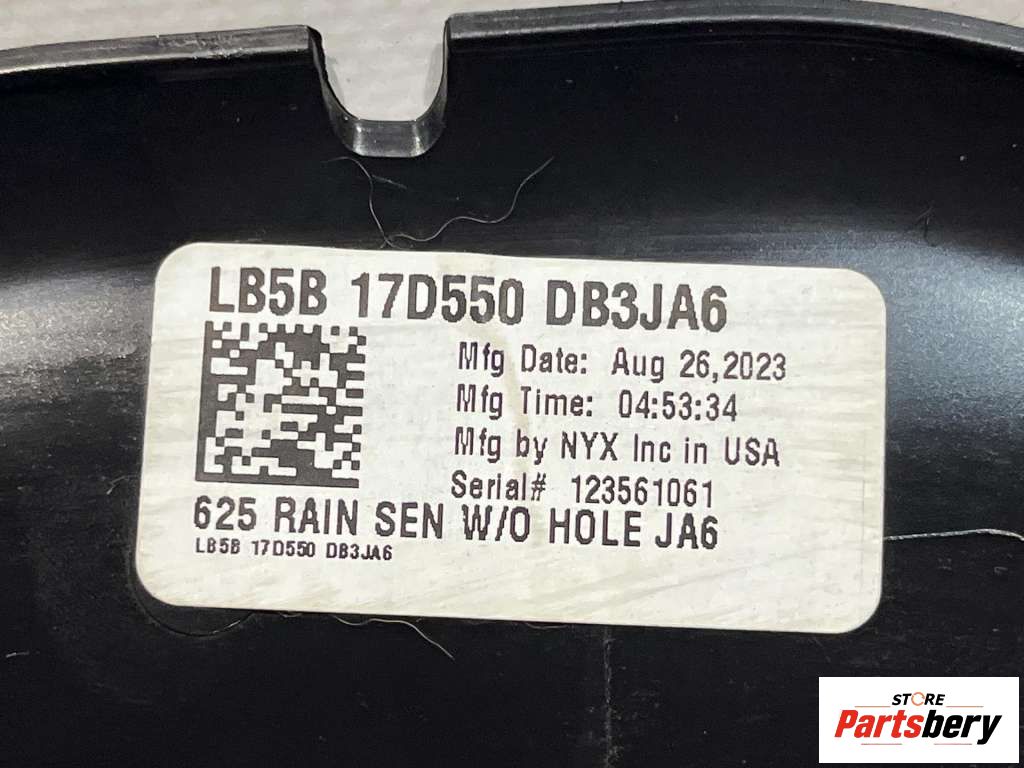 LB5B 17D550 DB3JA6
Mfg Date: Aug 26,2023
Mfg Time: 04:53:34
Mfg by NYX Inc in USA
Serial# 123561061
625 RAIN SEN W/O HOLE JA6
LB5B 17D550 DB3JA6
STORE
Partsbery